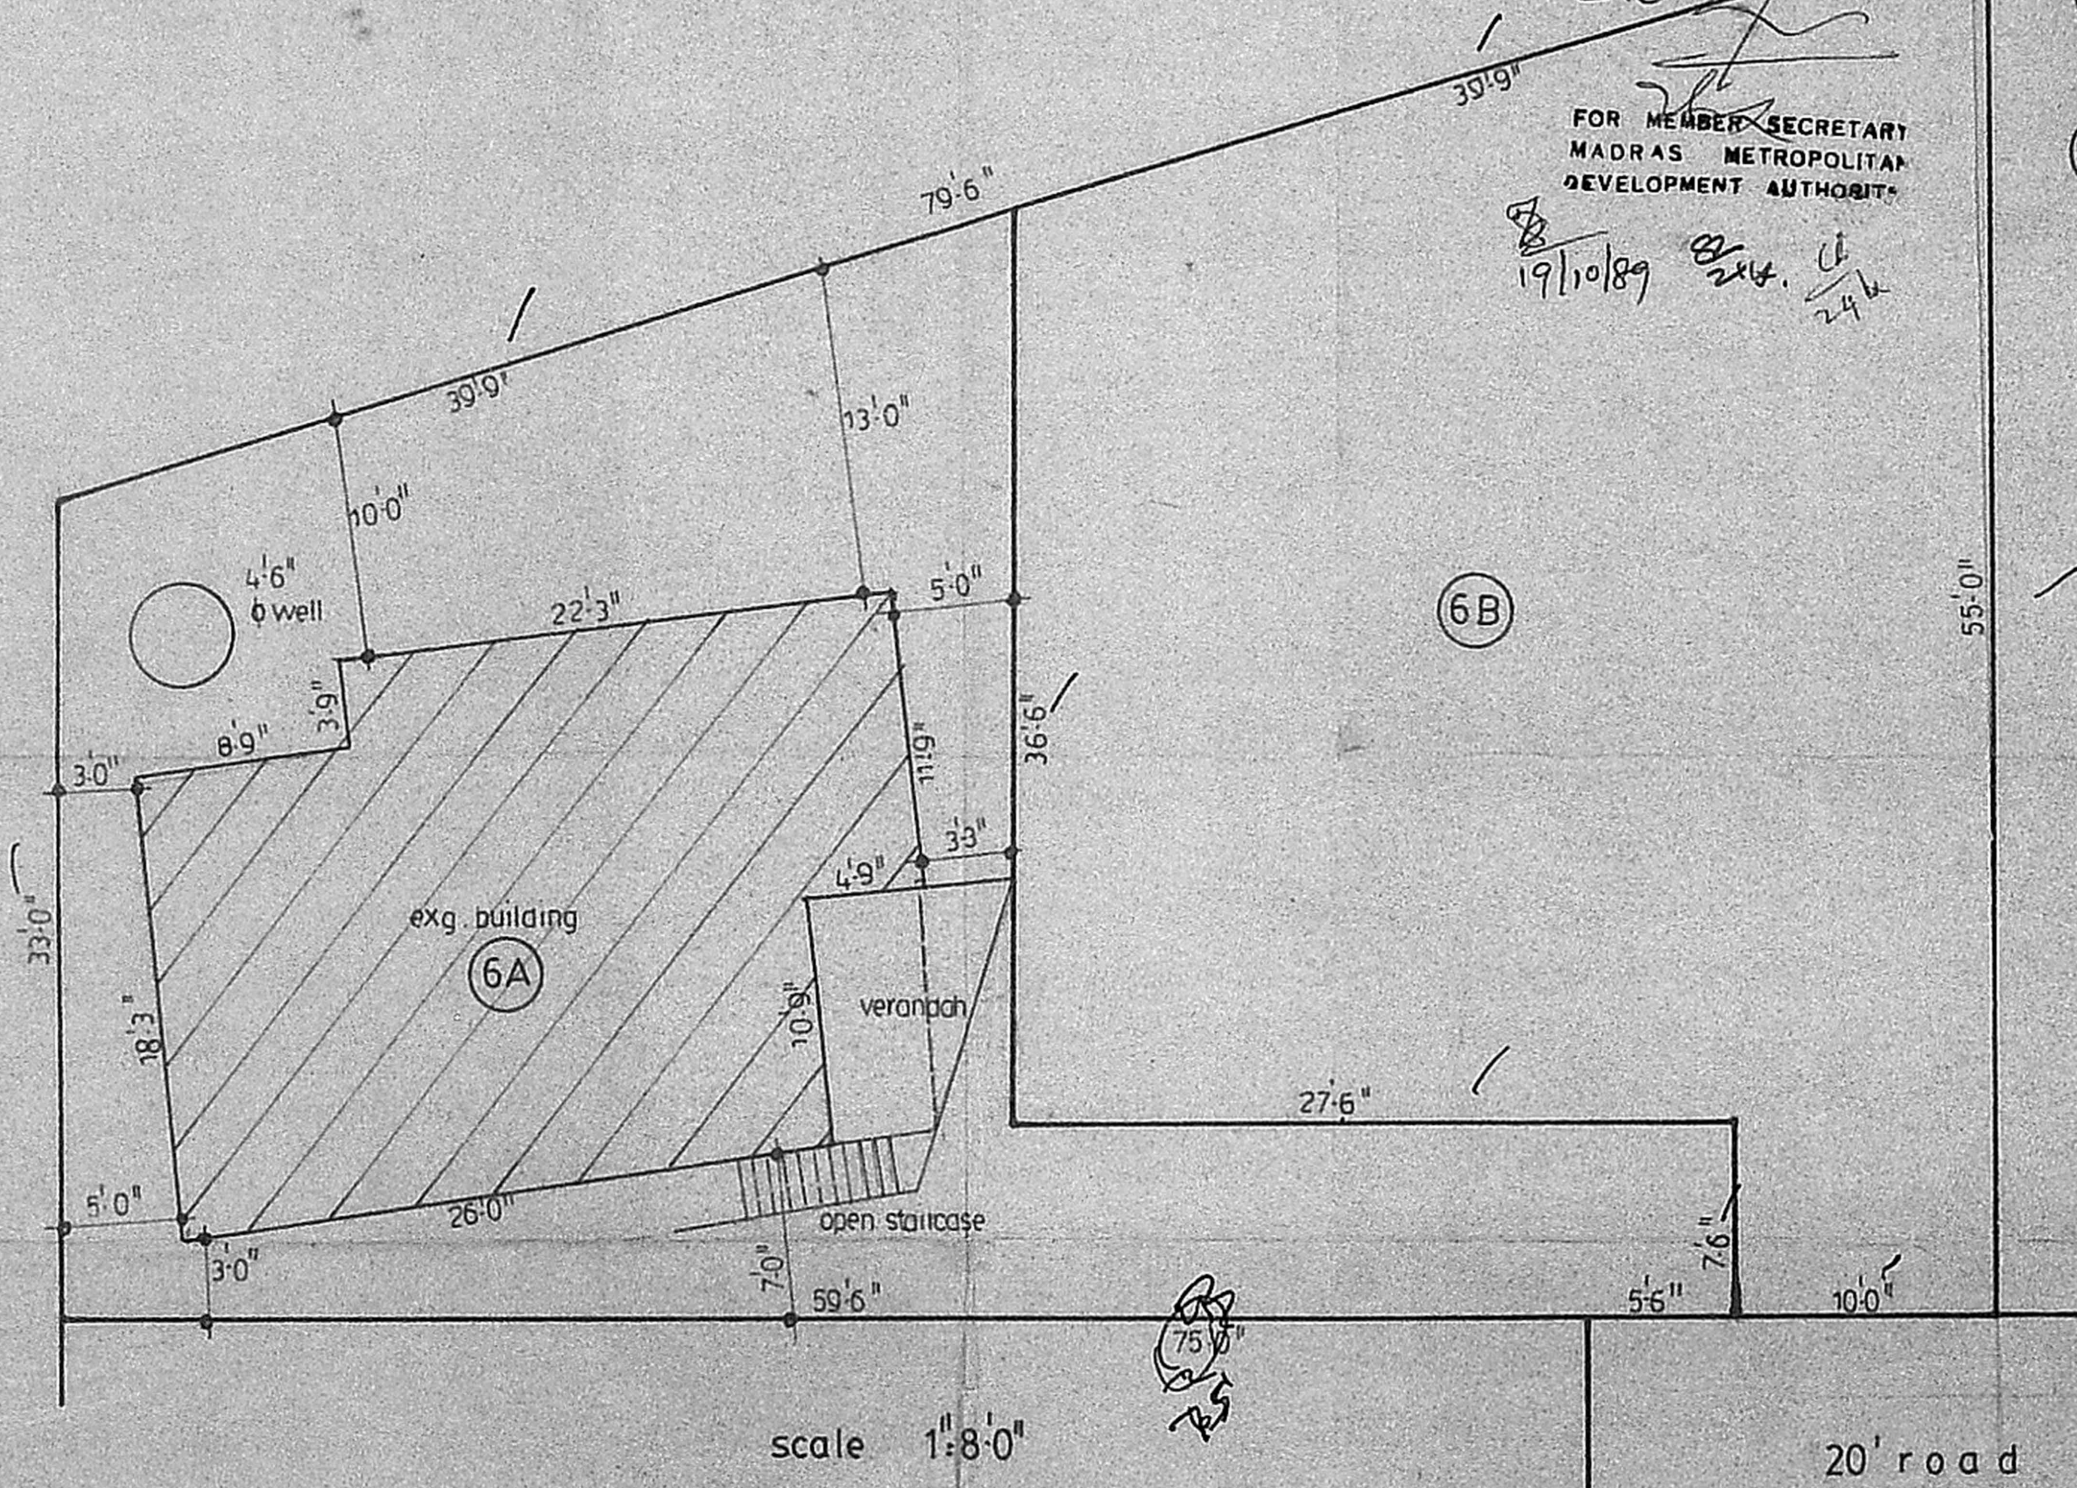 39'·9"
FOR MEMBER SECRETARY
MADRAS METROPOLITAN
DEVELOPMENT AUTHORITY
19/10/89
79'·6"
39'·9"
13'·0"
10'·0"
4'·6"
ϕ well
22'·3"
5'·0"
6B
55'·0"
3'·9"
8'·9"
3'·0"
11'·9"
36'·6"
3'·3"
4'·9"
33'·0"
exg. building
6A
10'·9"
verandah
18'·3"
27'·6"
5'·0"
26'·0"
open staircase
3'·0"
7'·0"
59'·6"
7'·6"
5'·6"
10'·0"
scale 1":8'·0"
20' road